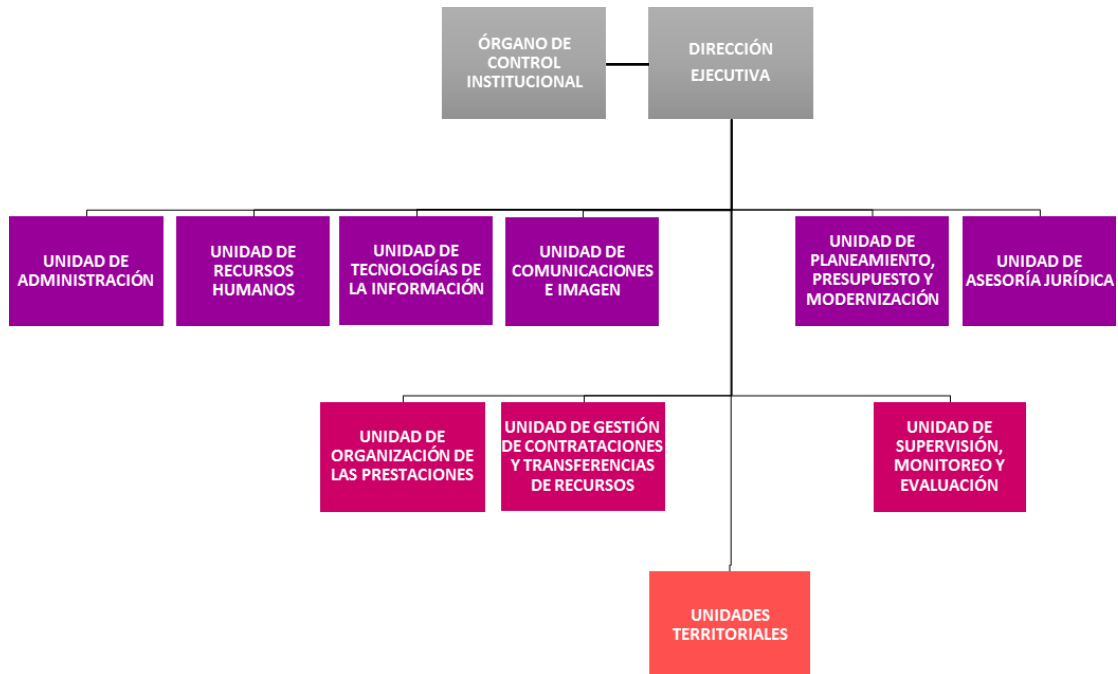 ÓRGANO DE
CONTROL
INSTITUCIONAL
DIRECCIÓN
EJECUTIVA
UNIDAD DE
ADMINISTRACIÓN
UNIDAD DE
RECURSOS
HUMANOS
UNIDAD DE
TECNOLOGÍAS DE
LA INFORMACIÓN
UNIDAD DE
COMUNICACIONES
E IMAGEN
UNIDAD DE
PLANEAMIENTO,
PRESUPUESTO Y
MODERNIZACIÓN
UNIDAD DE
ASESORÍA JURÍDICA
UNIDAD DE
ORGANIZACIÓN DE
LAS PRESTACIONES
UNIDAD DE GESTIÓN
DE CONTRATACIONES
Y TRANSFERENCIAS
DE RECURSOS
UNIDAD DE
SUPERVISIÓN,
MONITOREO Y
EVALUACIÓN
UNIDADES
TERRITORIALES